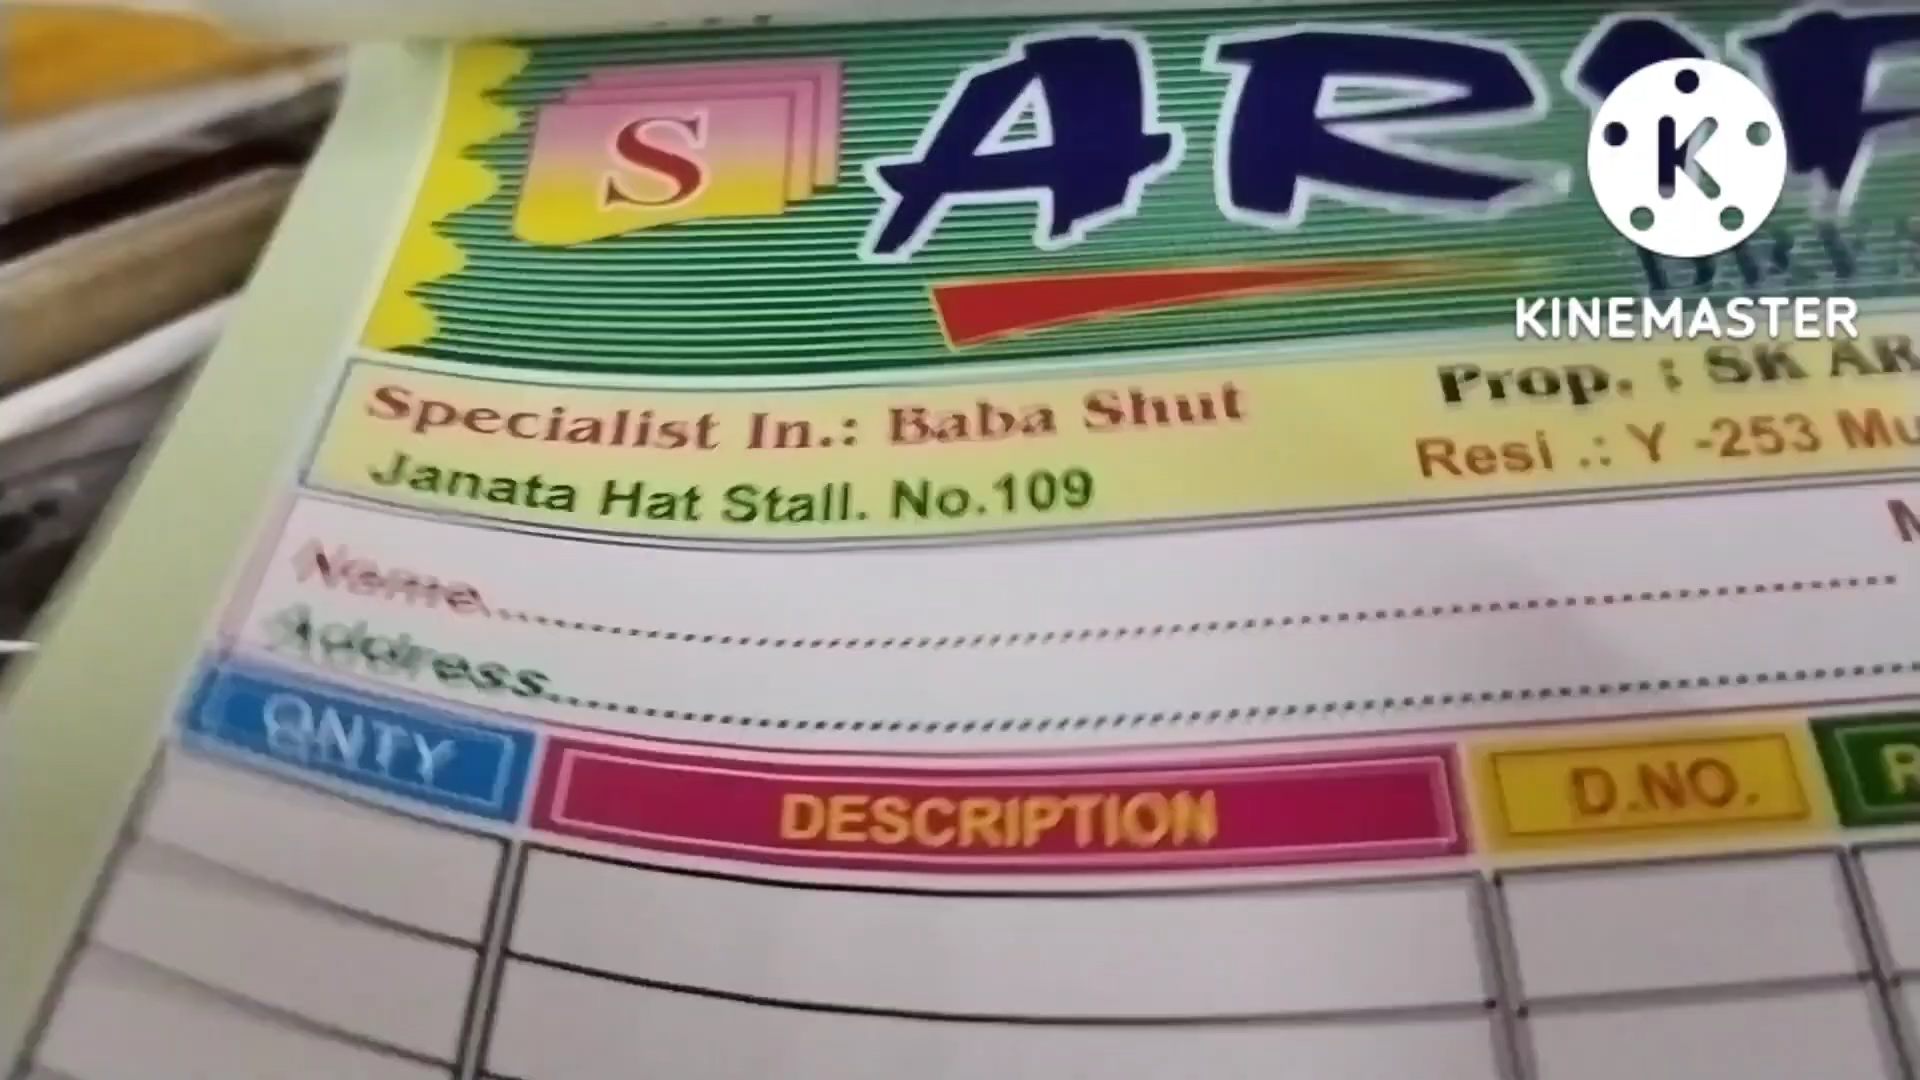 S
KINEMASTER
Specialist In.: Baba Shut
Prop. : SK
Janata Hat Stall. No.109
Resi .: Y -253
Name
Address
QNTY
DESCRIPTION
D.NO.